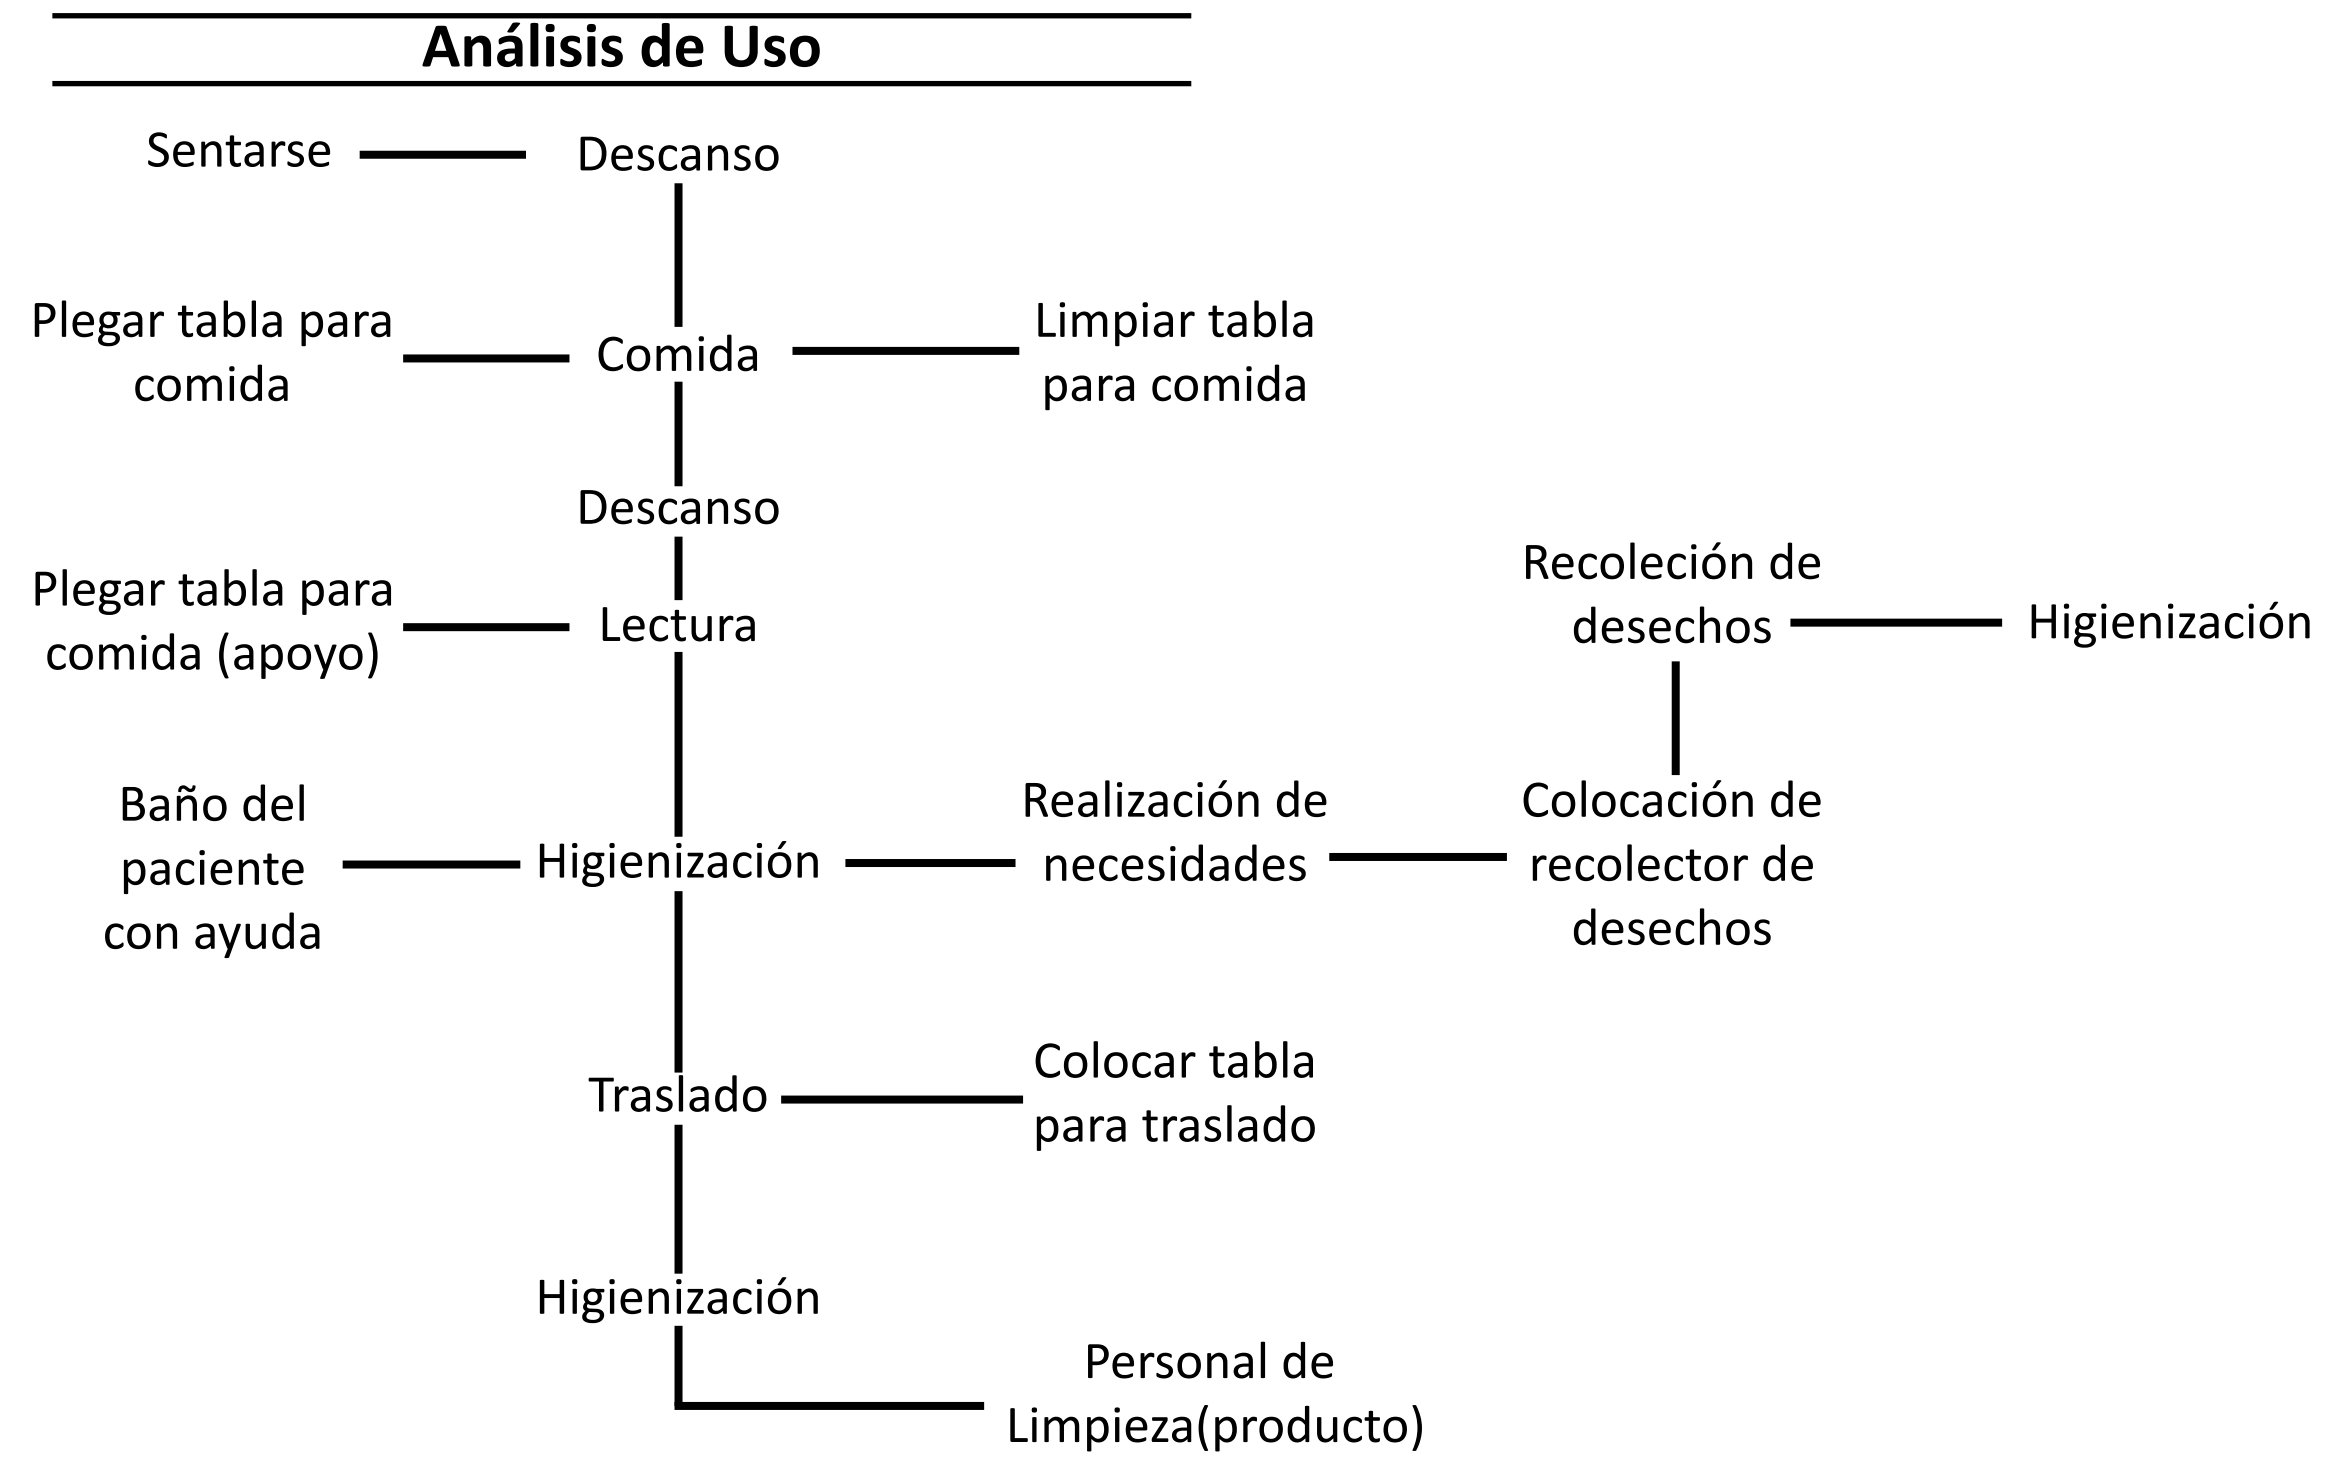 Análisis de Uso
Sentarse
Descanso
Plegar tabla para
comida
Comida
Limpiar tabla
para comida
Descanso
Plegar tabla para
comida (apoyo)
Lectura
Recoleción de
desechos
Higienización
Baño del
paciente
con ayuda
Higienización
Realización de
necesidades
Colocación de
recolector de
desechos
Traslado
Colocar tabla
para traslado
Higienización
Personal de
Limpieza(producto)